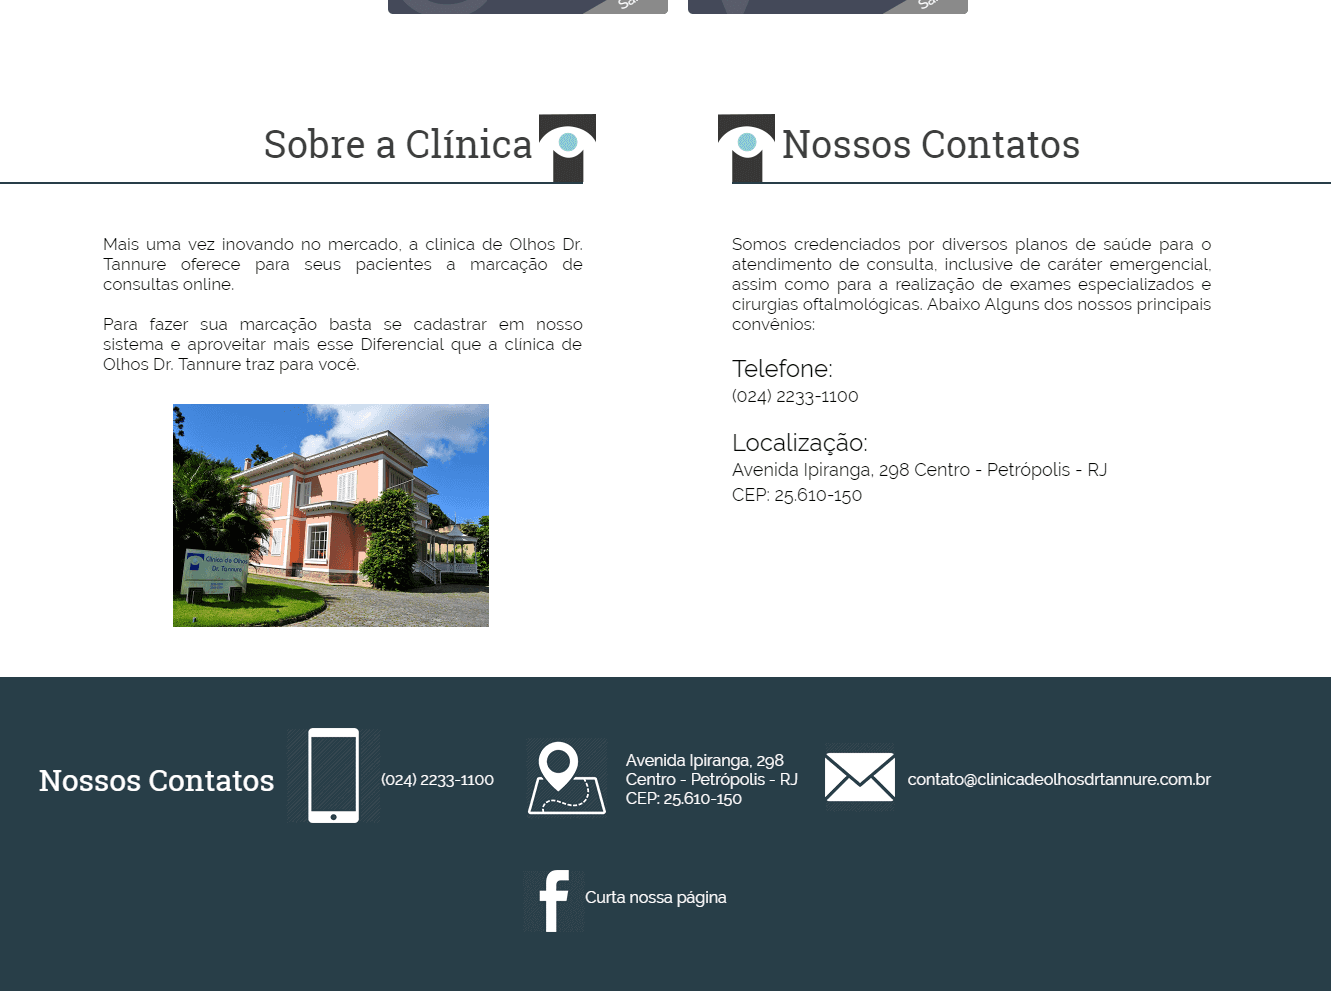 Sobre a Clínica
Mais uma vez inovando no mercado, a clinica de Olhos Dr.
Tannure oferece para seus pacientes a marcação de
consultas online.
Para fazer sua marcação basta se cadastrar em nosso
sistema e aproveitar mais esse Diferencial que a clínica de
Olhos Dr. Tannure traz para você.
Clínica de Olhos
Dr. Tannure
Nossos Contatos
Somos credenciados por diversos planos de saúde para o
atendimento de consulta, inclusive de caráter emergencial,
assim como para a realização de exames especializados e
cirurgias oftalmológicas. Abaixo Alguns dos nossos principais
convênios:
Telefone:
(024) 2233-1100
Localização:
Avenida Ipiranga, 298 Centro - Petrópolis - RJ
CEP: 25.610-150
Nossos Contatos
(024) 2233-1100
Avenida Ipiranga, 298
Centro - Petrópolis - RJ
CEP: 25.610-150
contato@clinicadeolhosdrtannure.com.br
Curta nossa página